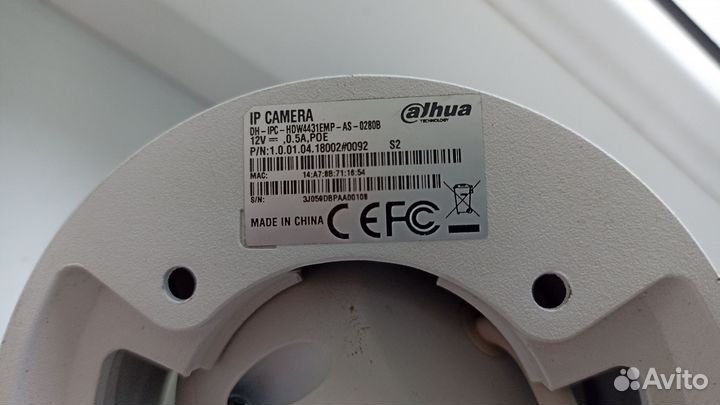 IP CAMERA
alhua
TECHNOLOGY
DH-IPC-HDW4431EMP-AS-0280B
12V ⎓ ,0.5A,POE
P/N:1.0.01.04.18002#0092 S2
MAC: 14:A7:8B:71:16:54
S/N: 3J059DBPAA00108
MADE IN CHINA CE FC
Avito